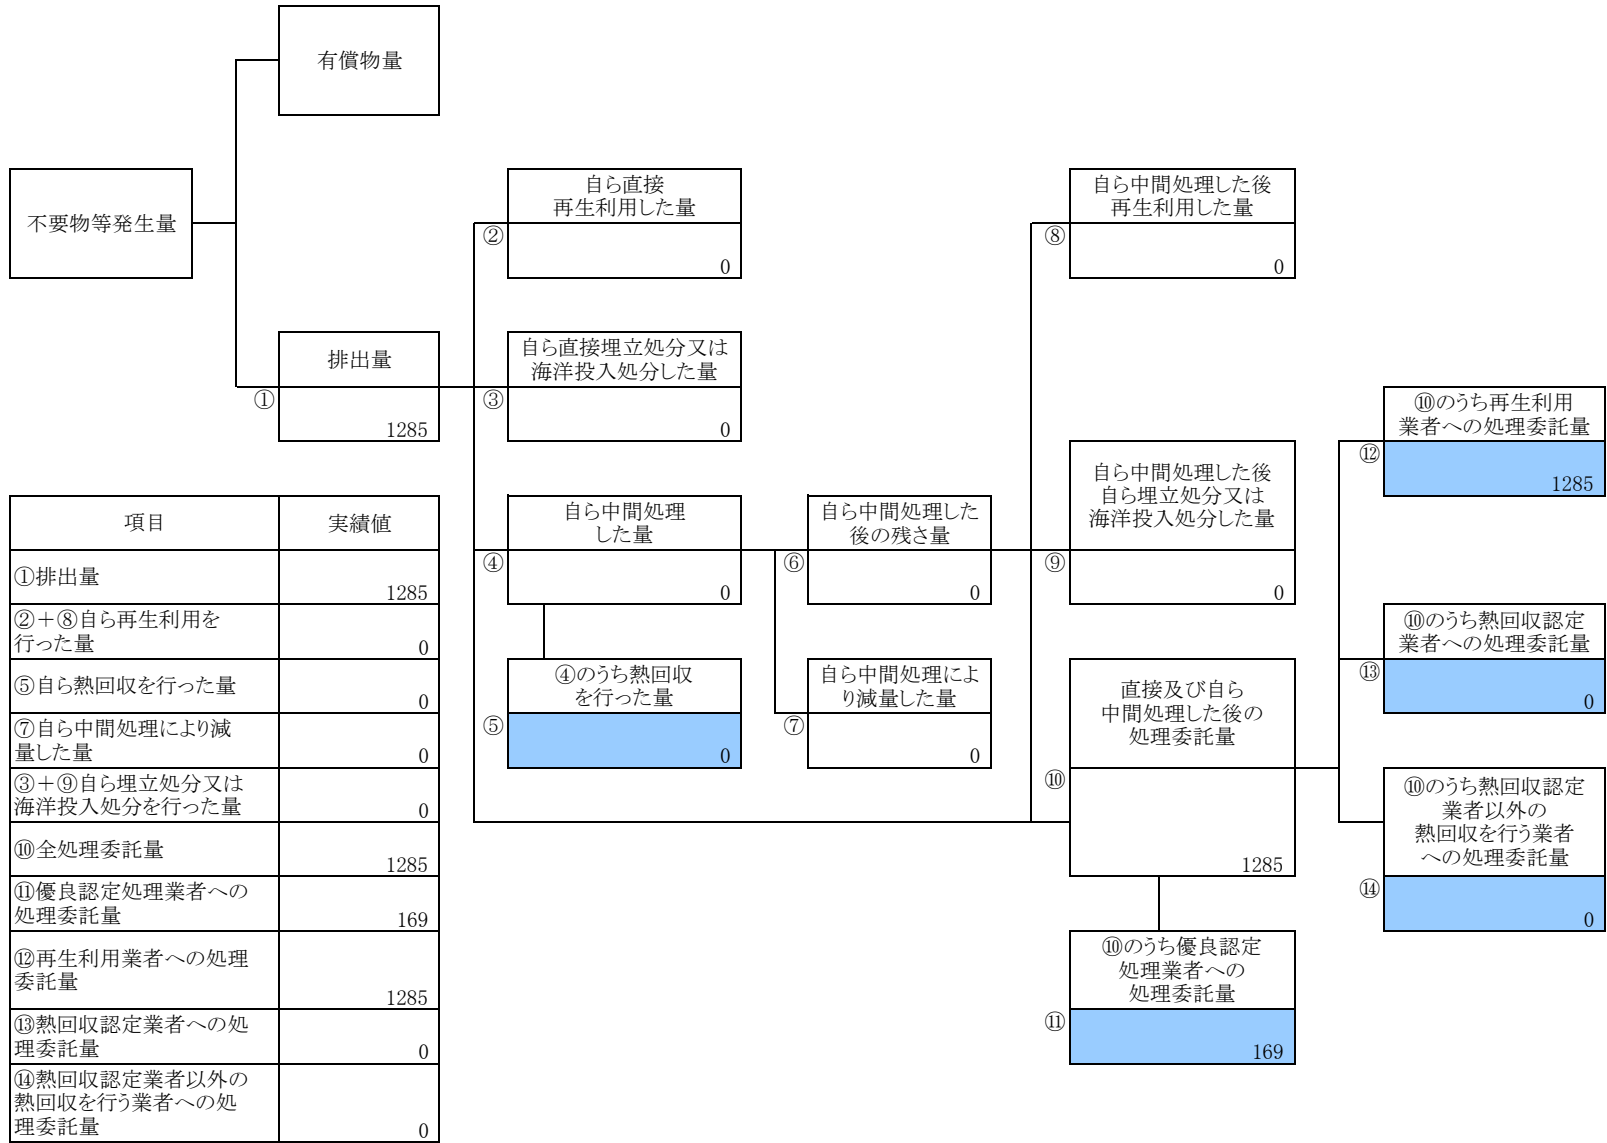 有償物量
不要物等発生量
排出量
①
1285
自ら直接
再生利用した量
②
0
自ら直接埋立処分又は
海洋投入処分した量
③
0
自ら中間処理
した量
④
0
④のうち熱回収
を行った量
⑤
0
自ら中間処理した
後の残さ量
⑥
0
自ら中間処理によ
り減量した量
⑦
0
自ら中間処理した後
再生利用した量
⑧
0
自ら中間処理した後
自ら埋立処分又は
海洋投入処分した量
⑨
0
直接及び自ら
中間処理した後の
処理委託量
⑩
1285
⑩のうち優良認定
処理業者への
処理委託量
⑪
169
⑩のうち再生利用
業者への処理委託量
⑫
1285
⑩のうち熱回収認定
業者への処理委託量
⑬
0
⑩のうち熱回収認定
業者以外の
熱回収を行う業者
への処理委託量
⑭
0
項目 実績値
①排出量
1285
②＋⑧自ら再生利用を
行った量
0
⑤自ら熱回収を行った量
0
⑦自ら中間処理により減
量した量
0
③＋⑨自ら埋立処分又は
海洋投入処分を行った量
0
⑩全処理委託量
1285
⑪優良認定処理業者への
処理委託量
169
⑫再生利用業者への処理
委託量
1285
⑬熱回収認定業者への処
理委託量
0
⑭熱回収認定業者以外の
熱回収を行う業者への処
理委託量
0